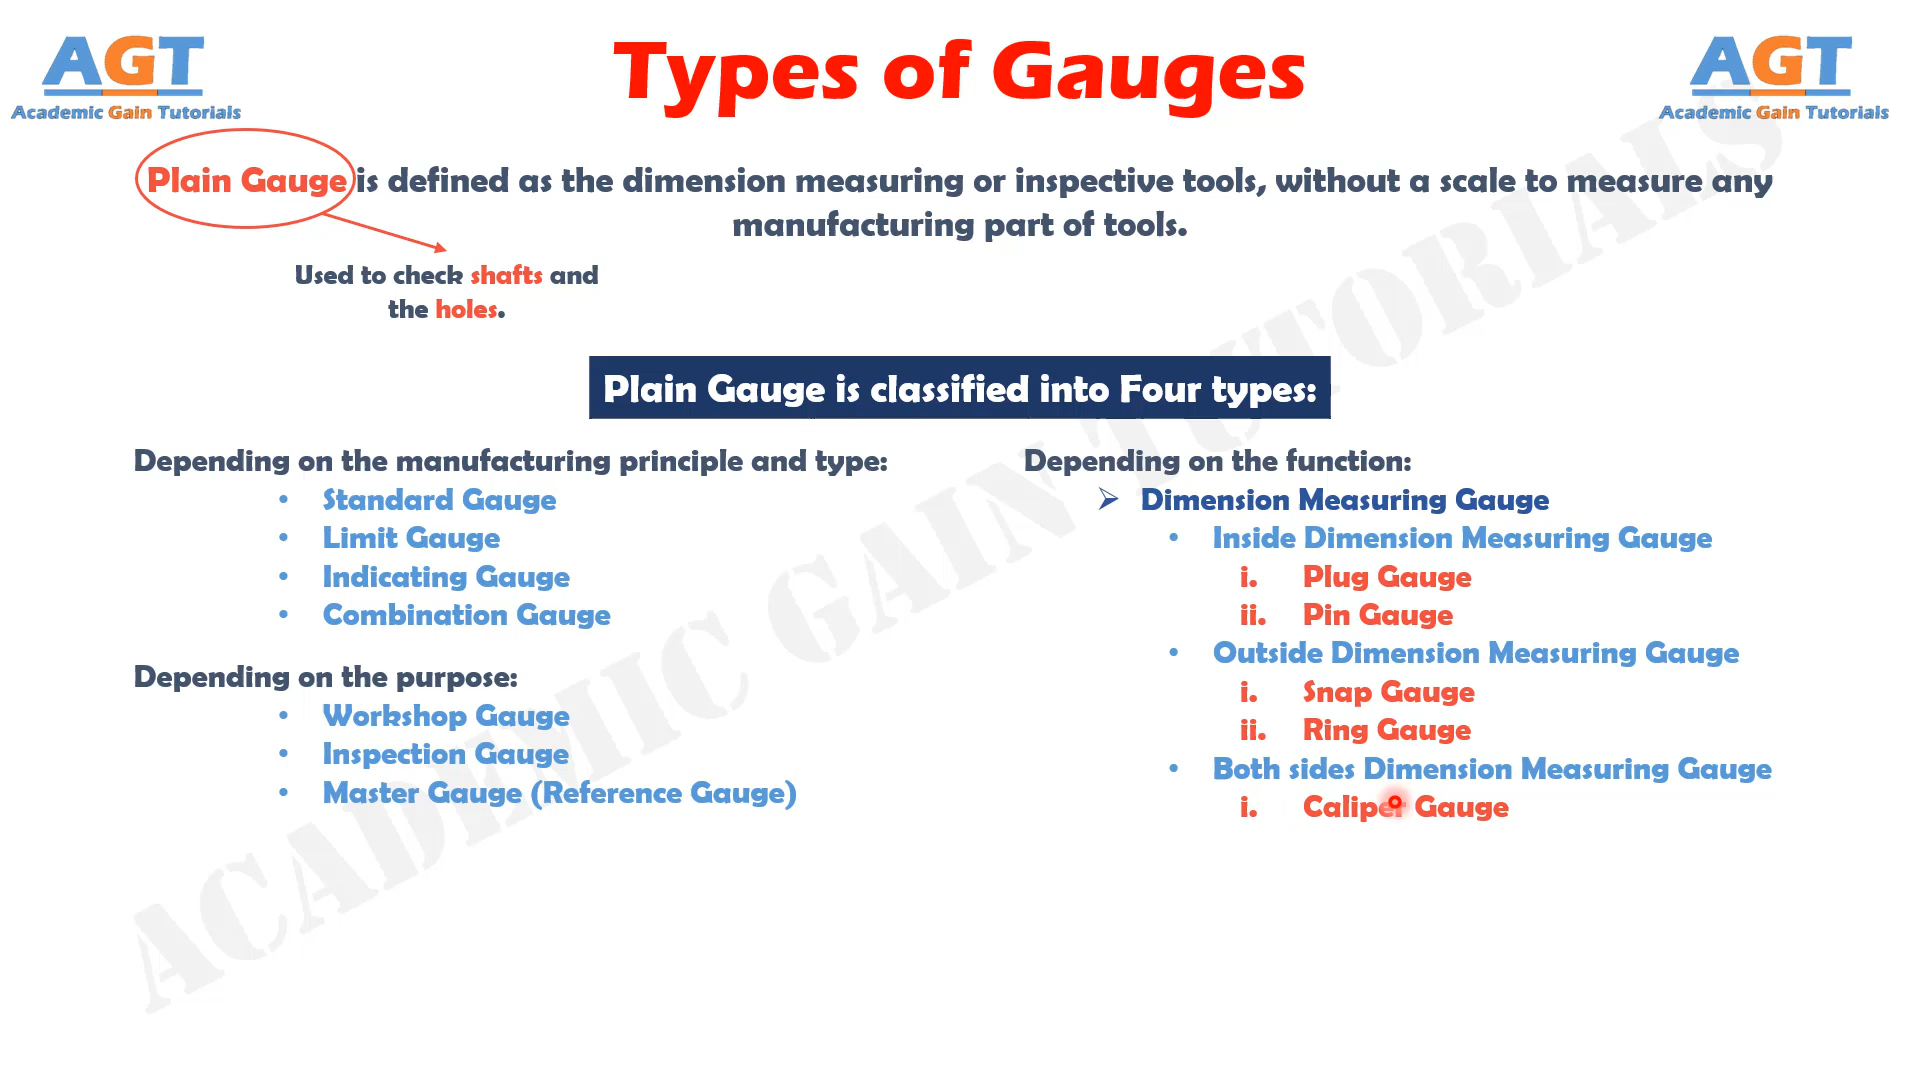 AGT
Academic Gain Tutorials
Types of Gauges
AGT
Academic Gain Tutorials
Plain Gauge is defined as the dimension measuring or inspective tools, without a scale to measure any
manufacturing part of tools.
Used to check shafts and
the holes.
Plain Gauge is classified into Four types:
Depending on the manufacturing principle and type:
• Standard Gauge
• Limit Gauge
• Indicating Gauge
• Combination Gauge
Depending on the purpose:
• Workshop Gauge
• Inspection Gauge
• Master Gauge (Reference Gauge)
Depending on the function:
➢ Dimension Measuring Gauge
• Inside Dimension Measuring Gauge
i. Plug Gauge
ii. Pin Gauge
• Outside Dimension Measuring Gauge
i. Snap Gauge
ii. Ring Gauge
• Both sides Dimension Measuring Gauge
i. Caliper Gauge
ACADEMIC GAIN TUTORIALS